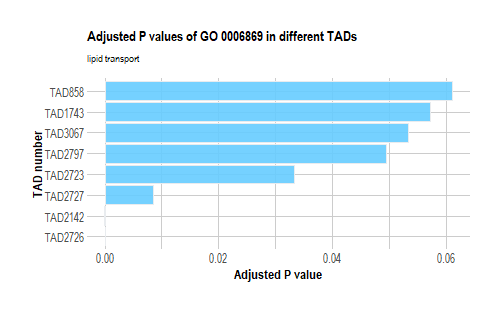 Adjusted P values of GO 0006869 in different TADs
lipid transport
TAD858
TAD1743
TAD3067
TAD2797
TAD2723
TAD2727
TAD2142
TAD2726
TAD number
0.00 0.02 0.04 0.06
Adjusted P value